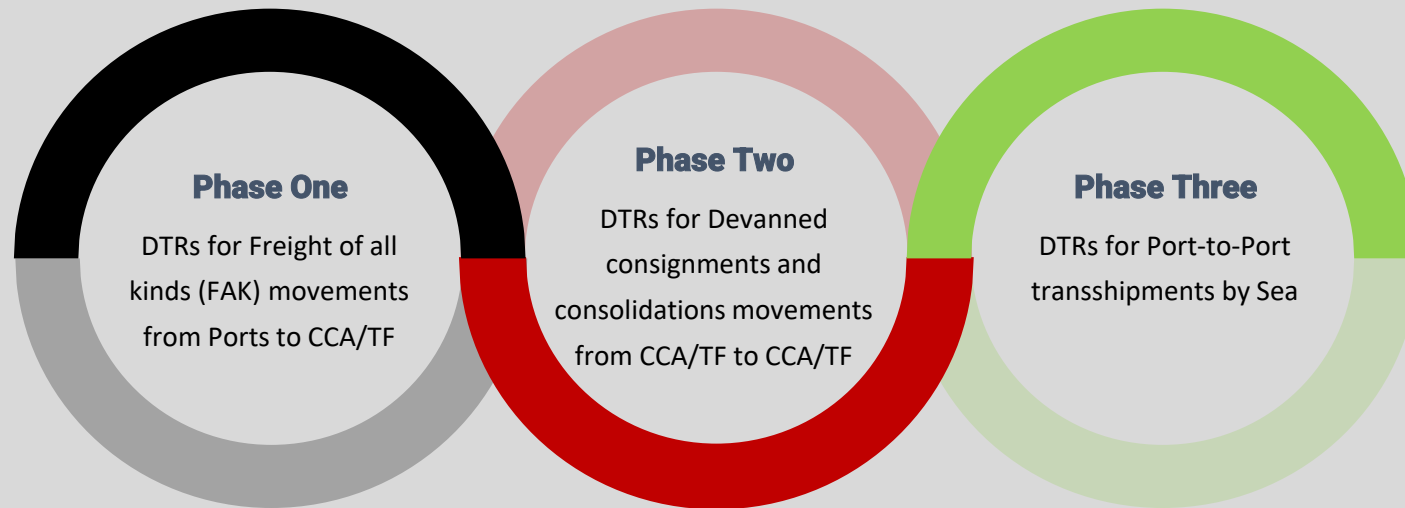 Phase One
DTRs for Freight of all
kinds (FAK) movements
from Ports to CCA/TF
Phase Two
DTRs for Devanned
consignments and
consolidations movements
from CCA/TF to CCA/TF
Phase Three
DTRs for Port-to-Port
transshipments by Sea